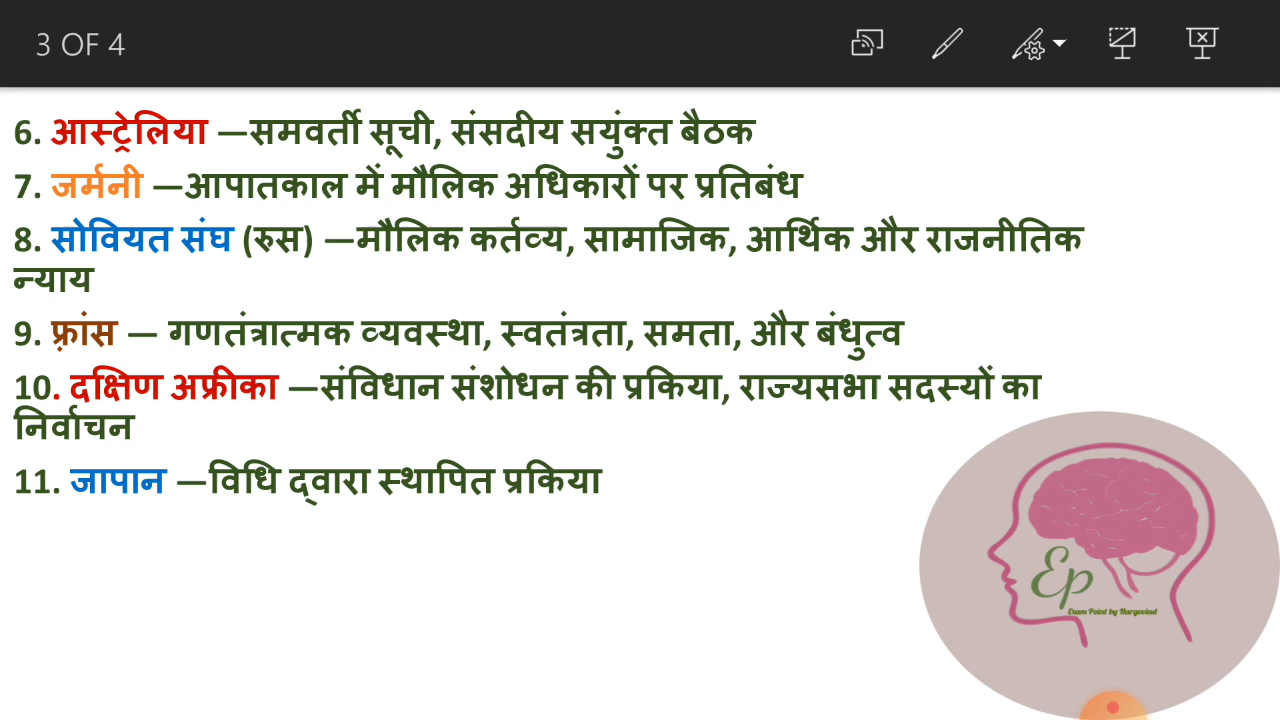 3 OF 4
6. आस्ट्रेलिया —समवर्ती सूची, संसदीय सयुंक्त बैठक
7. जर्मनी —आपातकाल में मौलिक अधिकारों पर प्रतिबंध
8. सोवियत संघ (रुस) —मौलिक कर्तव्य, सामाजिक, आर्थिक और राजनीतिक
न्याय
9. फ़्रांस — गणतंत्रात्मक व्यवस्था, स्वतंत्रता, समता, और बंधुत्व
10. दक्षिण अफ्रीका —संविधान संशोधन की प्रकिया, राज्यसभा सदस्यों का
निर्वाचन
11. जापान —विधि द्वारा स्थापित प्रकिया
Ep
Exam Point by Hargovind